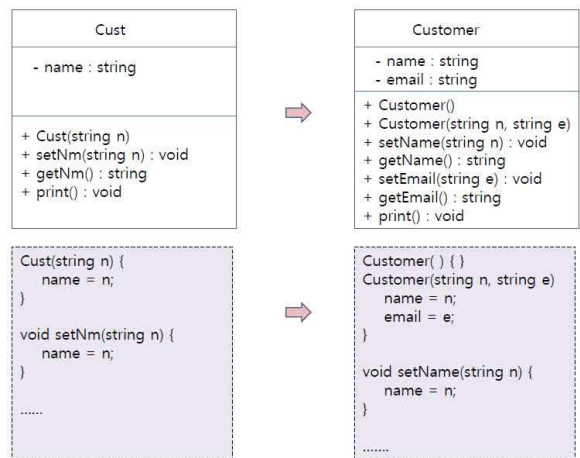 Cust
- name : string
+ Cust(string n)
+ setNm(string n) : void
+ getNm() : string
+ print() : void
Customer
- name : string
- email : string
+ Customer()
+ Customer(string n, string e)
+ setName(string n) : void
+ getName() : string
+ setEmail(string e) : void
+ getEmail() : string
+ print() : void
Cust(string n) {
name = n;
}
void setNm(string n) {
name = n;
}
......
Customer( ) { }
Customer(string n, string e)
name = n;
email = e;
}
void setName(string n) {
name = n;
}
.......